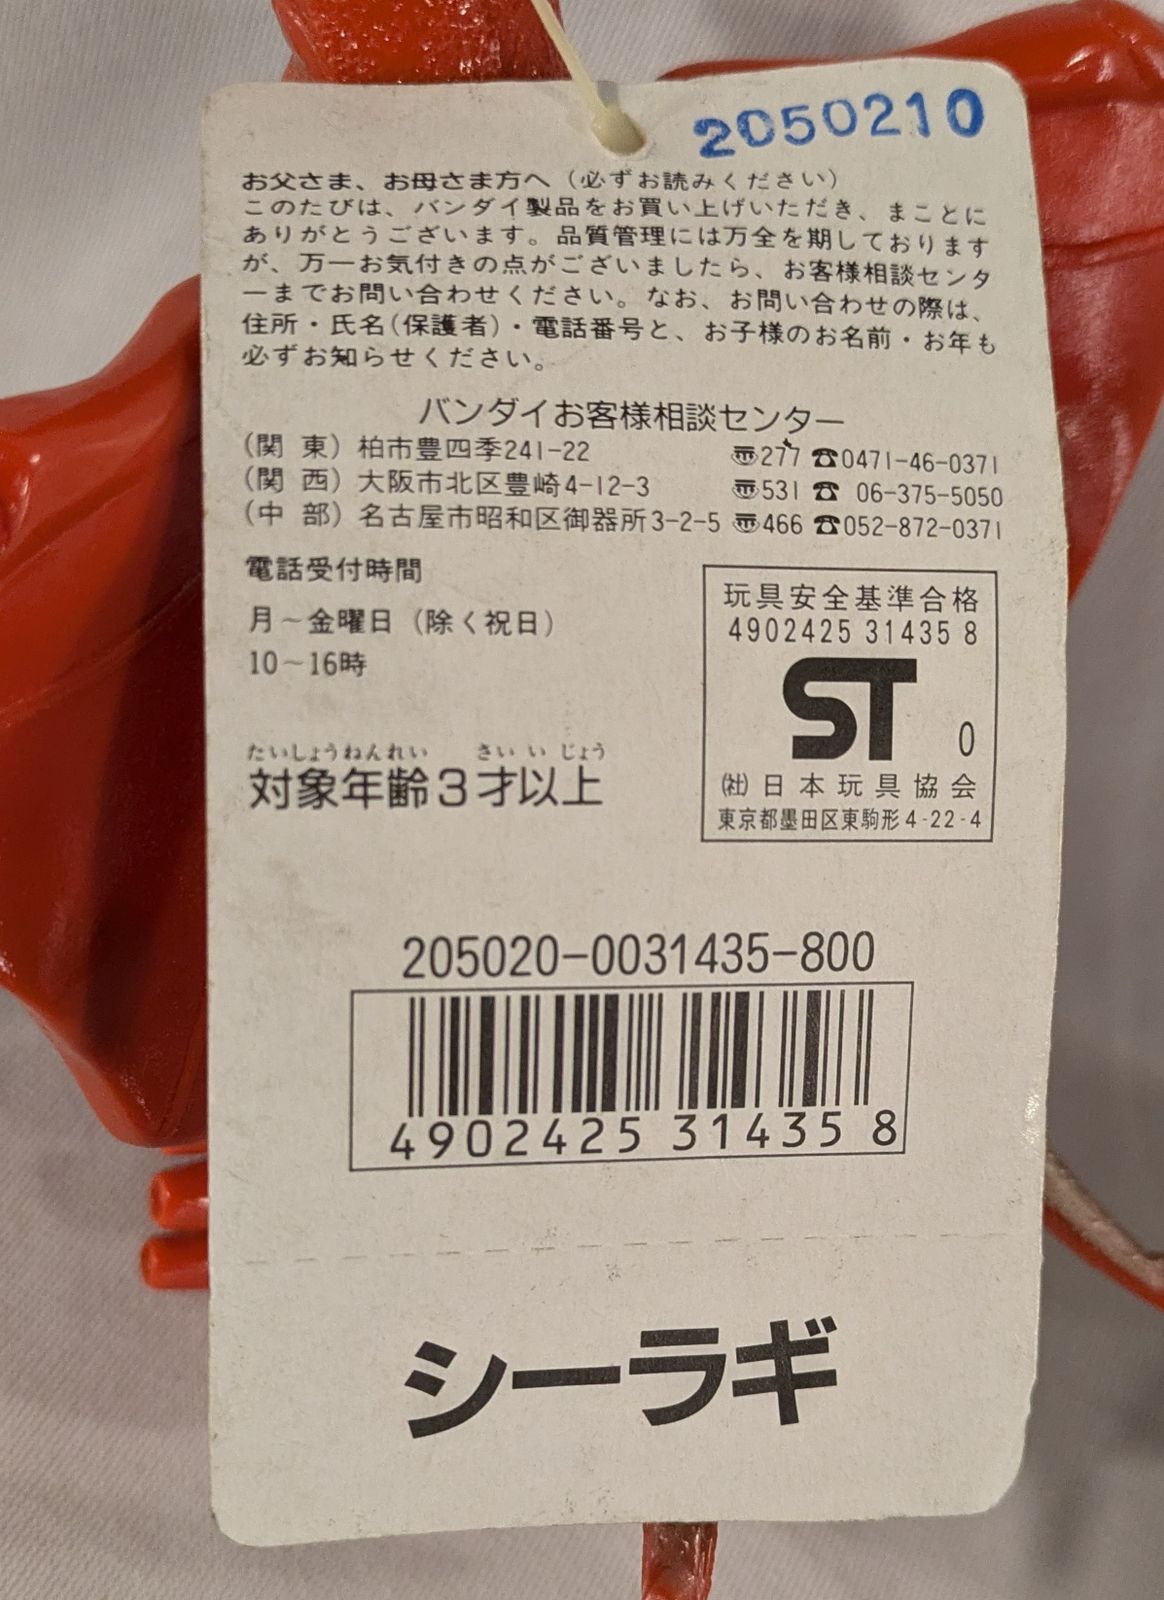 2050210
お父さま、お母さま方へ（必ずお読みください）
このたびは、バンダイ製品をお買い上げいただき、まことに
ありがとうございます。品質管理には万全を期しております
が、万一お気付きの点がございましたら、お客様相談センタ
ーまでお問い合わせください。なお、お問い合わせの際は、
住所・氏名（保護者）・電話番号と、お子様のお名前・お年も
必ずお知らせください。
バンダイお客様相談センター
（関 東）柏市豊四季241-22 〠277 ☎0471-46-0371
（関 西）大阪市北区豊崎4-12-3 〠531 ☎ 06-375-5050
（中 部）名古屋市昭和区御器所3-2-5 〠466 ☎052-872-0371
電話受付時間
月～金曜日（除く祝日）
10～16時
たいしょうねんれい さい い じょう
対象年齢3才以上
玩具安全基準合格
4902425 31435 8
ST 0
㈳日本玩具協会
東京都墨田区東駒形4-22-4
205020-0031435-800
4902425 31435 8
シーラギ